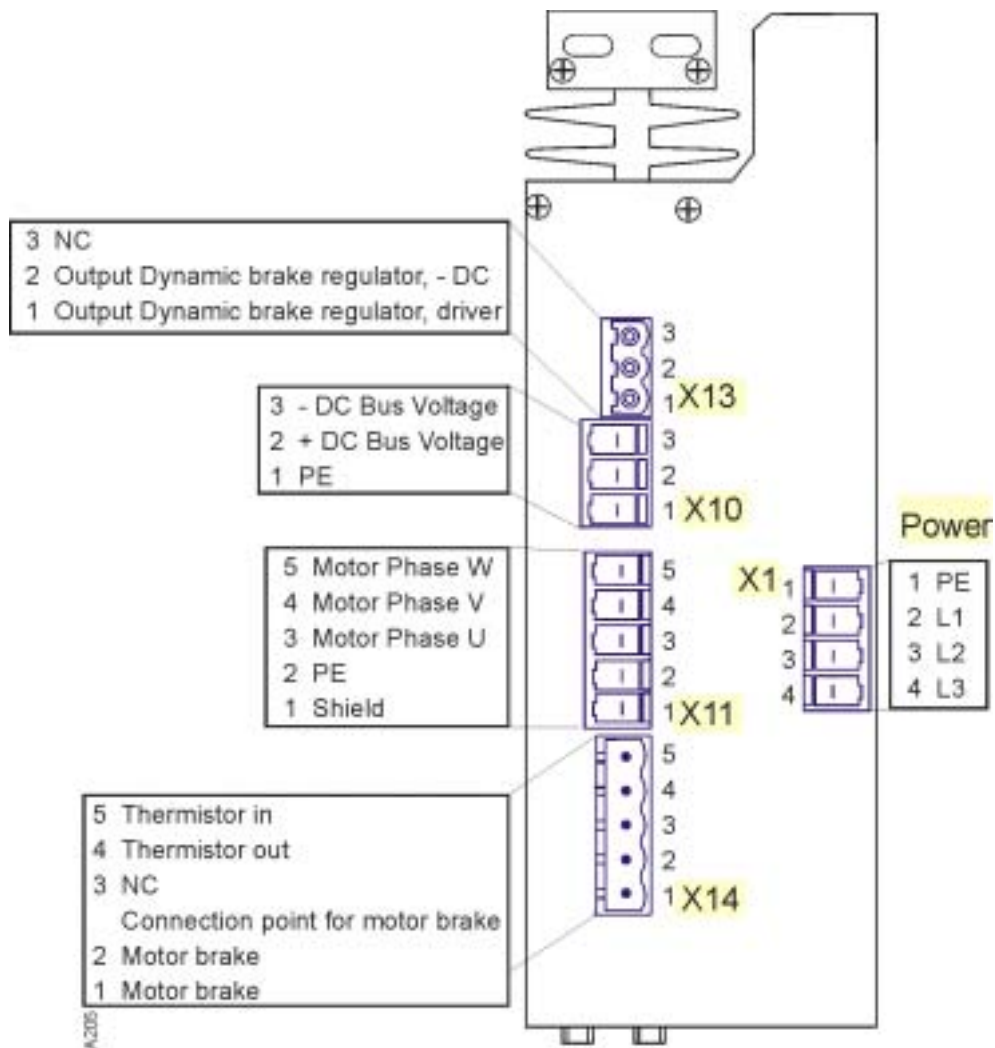 3 NC
2 Output Dynamic brake regulator, - DC
1 Output Dynamic brake regulator, driver
3
2
1 X13
3 - DC Bus Voltage
2 + DC Bus Voltage
1 PE
3
2
1 X10
Power
5 Motor Phase W
4 Motor Phase V
3 Motor Phase U
2 PE
1 Shield
5
4
3
2
1 X11
X1 1
2
3
4
1 PE
2 L1
3 L2
4 L3
5 Thermistor in
4 Thermistor out
3 NC
Connection point for motor brake
2 Motor brake
1 Motor brake
5
4
3
2
1 X14
A205